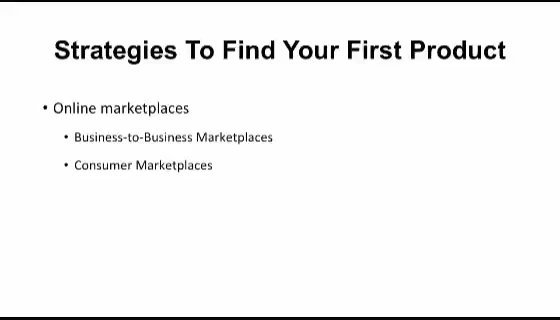 Strategies To Find Your First Product
• Online marketplaces
• Business-to-Business Marketplaces
• Consumer Marketplaces